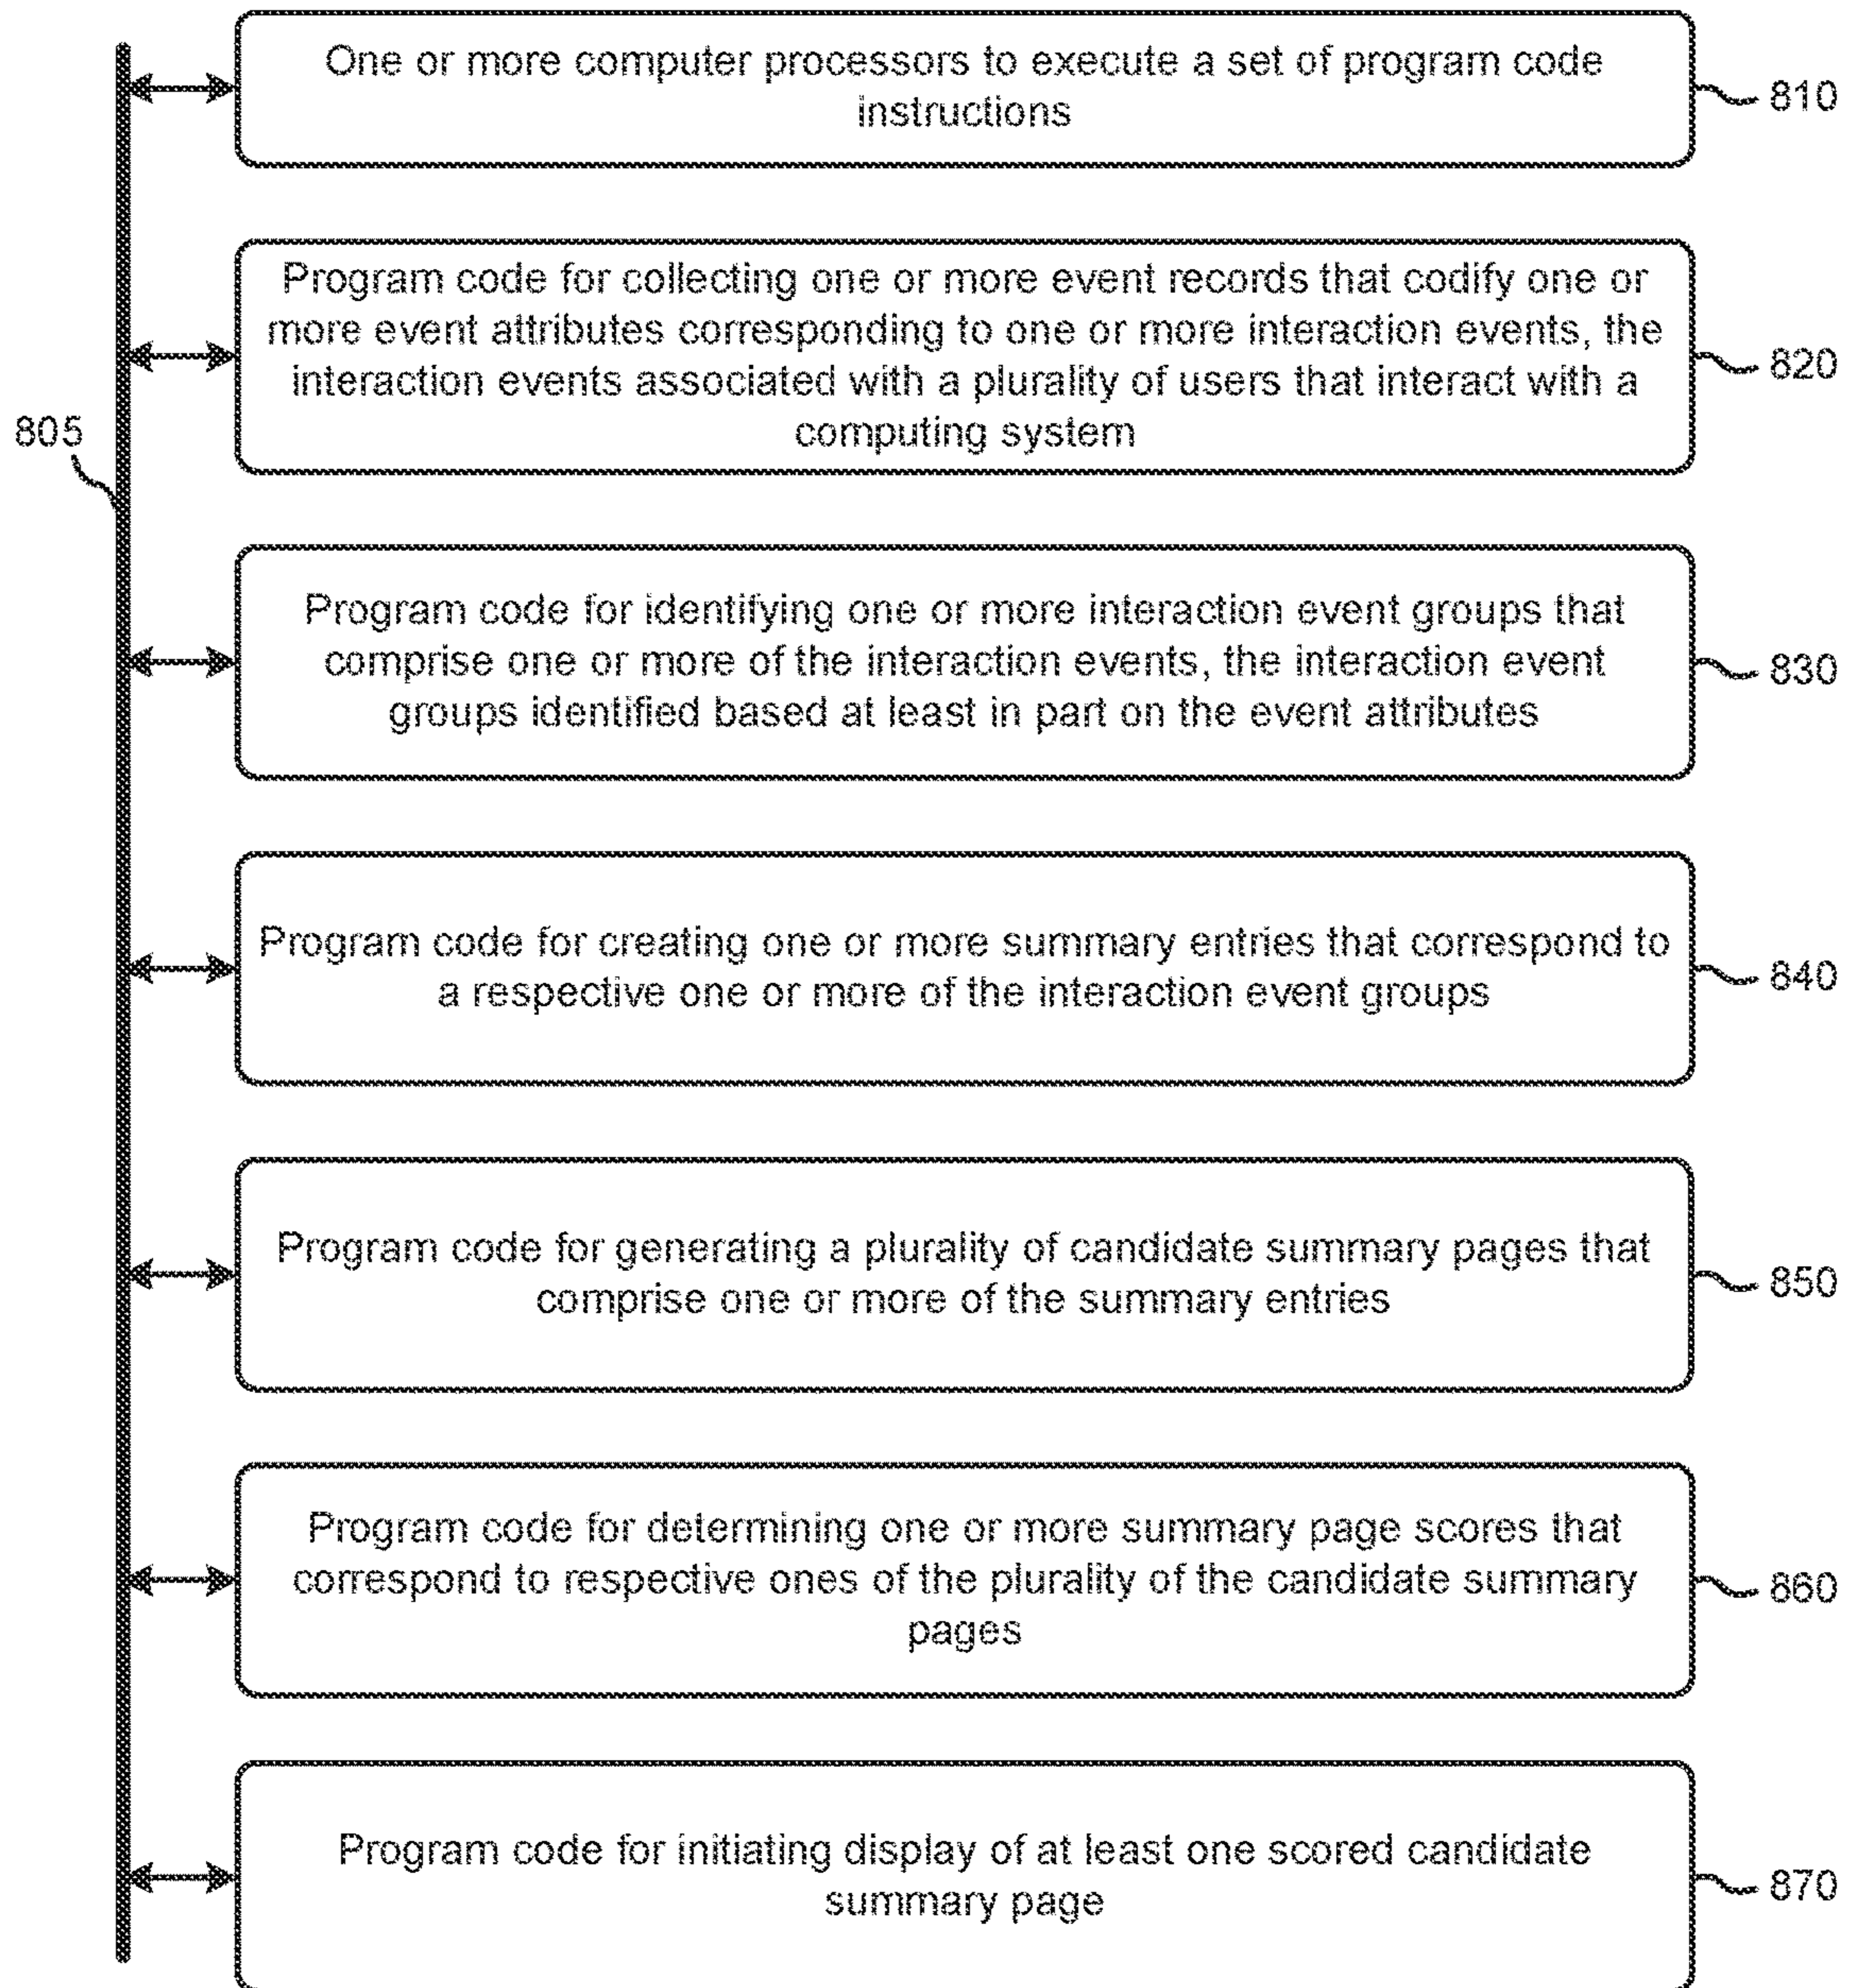 One or more computer processors to execute a set of program code
instructions
810
Program code for collecting one or more event records that codify one or
more event attributes corresponding to one or more interaction events, the
interaction events associated with a plurality of users that interact with a
computing system
820
805
Program code for identifying one or more interaction event groups that
comprise one or more of the interaction events, the interaction event
groups identified based at least in part on the event attributes
830
Program code for creating one or more summary entries that correspond to
a respective one or more of the interaction event groups
840
Program code for generating a plurality of candidate summary pages that
comprise one or more of the summary entries
850
Program code for determining one or more summary page scores that
correspond to respective ones of the plurality of the candidate summary
pages
860
Program code for initiating display of at least one scored candidate
summary page
870